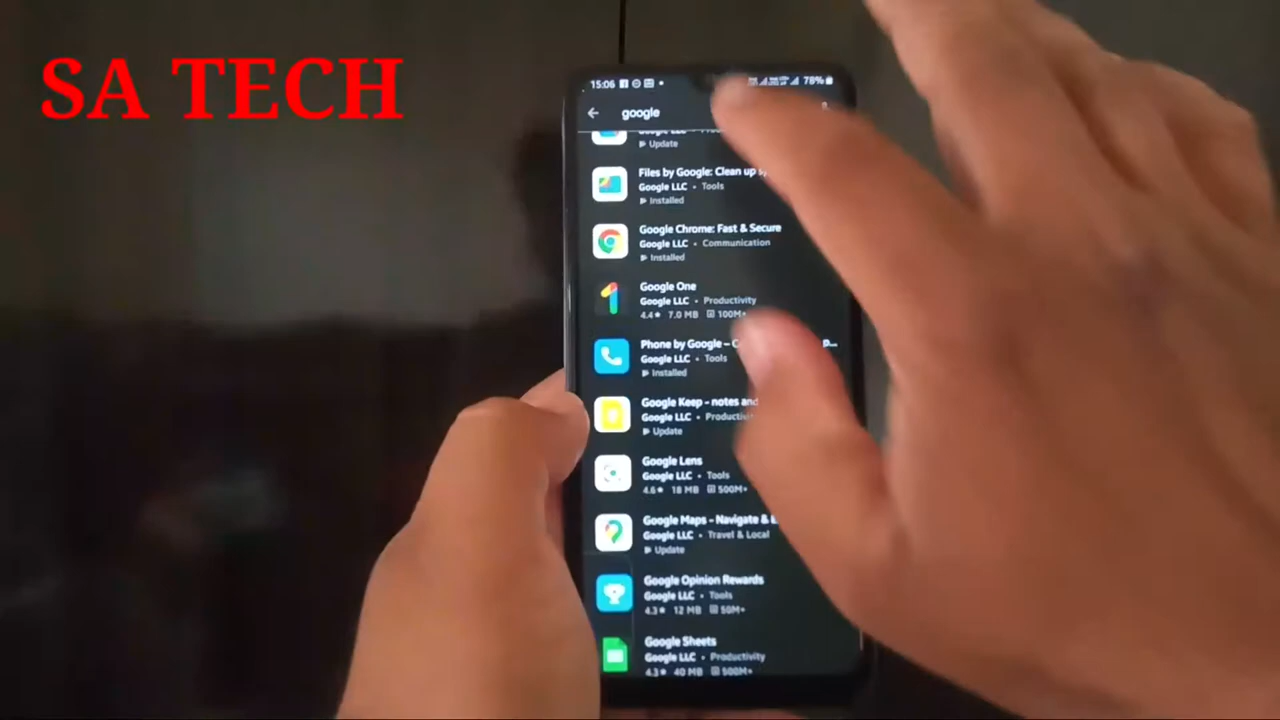 SA TECH
15:06
78%
google
Google LLC
Update
Files by Google: Clean up
Google LLC • Tools
Installed
Google Chrome: Fast & Secure
Google LLC • Communication
Installed
Google One
Google LLC • Productivity
4.4★ 7.0 MB 100M+
Phone by Google –
Google LLC • Tools
Installed
Google Keep – notes and
Google LLC •
Update
Google Lens
Google LLC • Tools
4.6★ 18 MB 500M+
Google Maps – Navigate &
Google LLC • Travel & Local
Update
Google Opinion Rewards
Google LLC • Tools
4.3★ 12 MB 50M+
Google Sheets
Google LLC • Productivity
4.3★ 40 MB 500M+